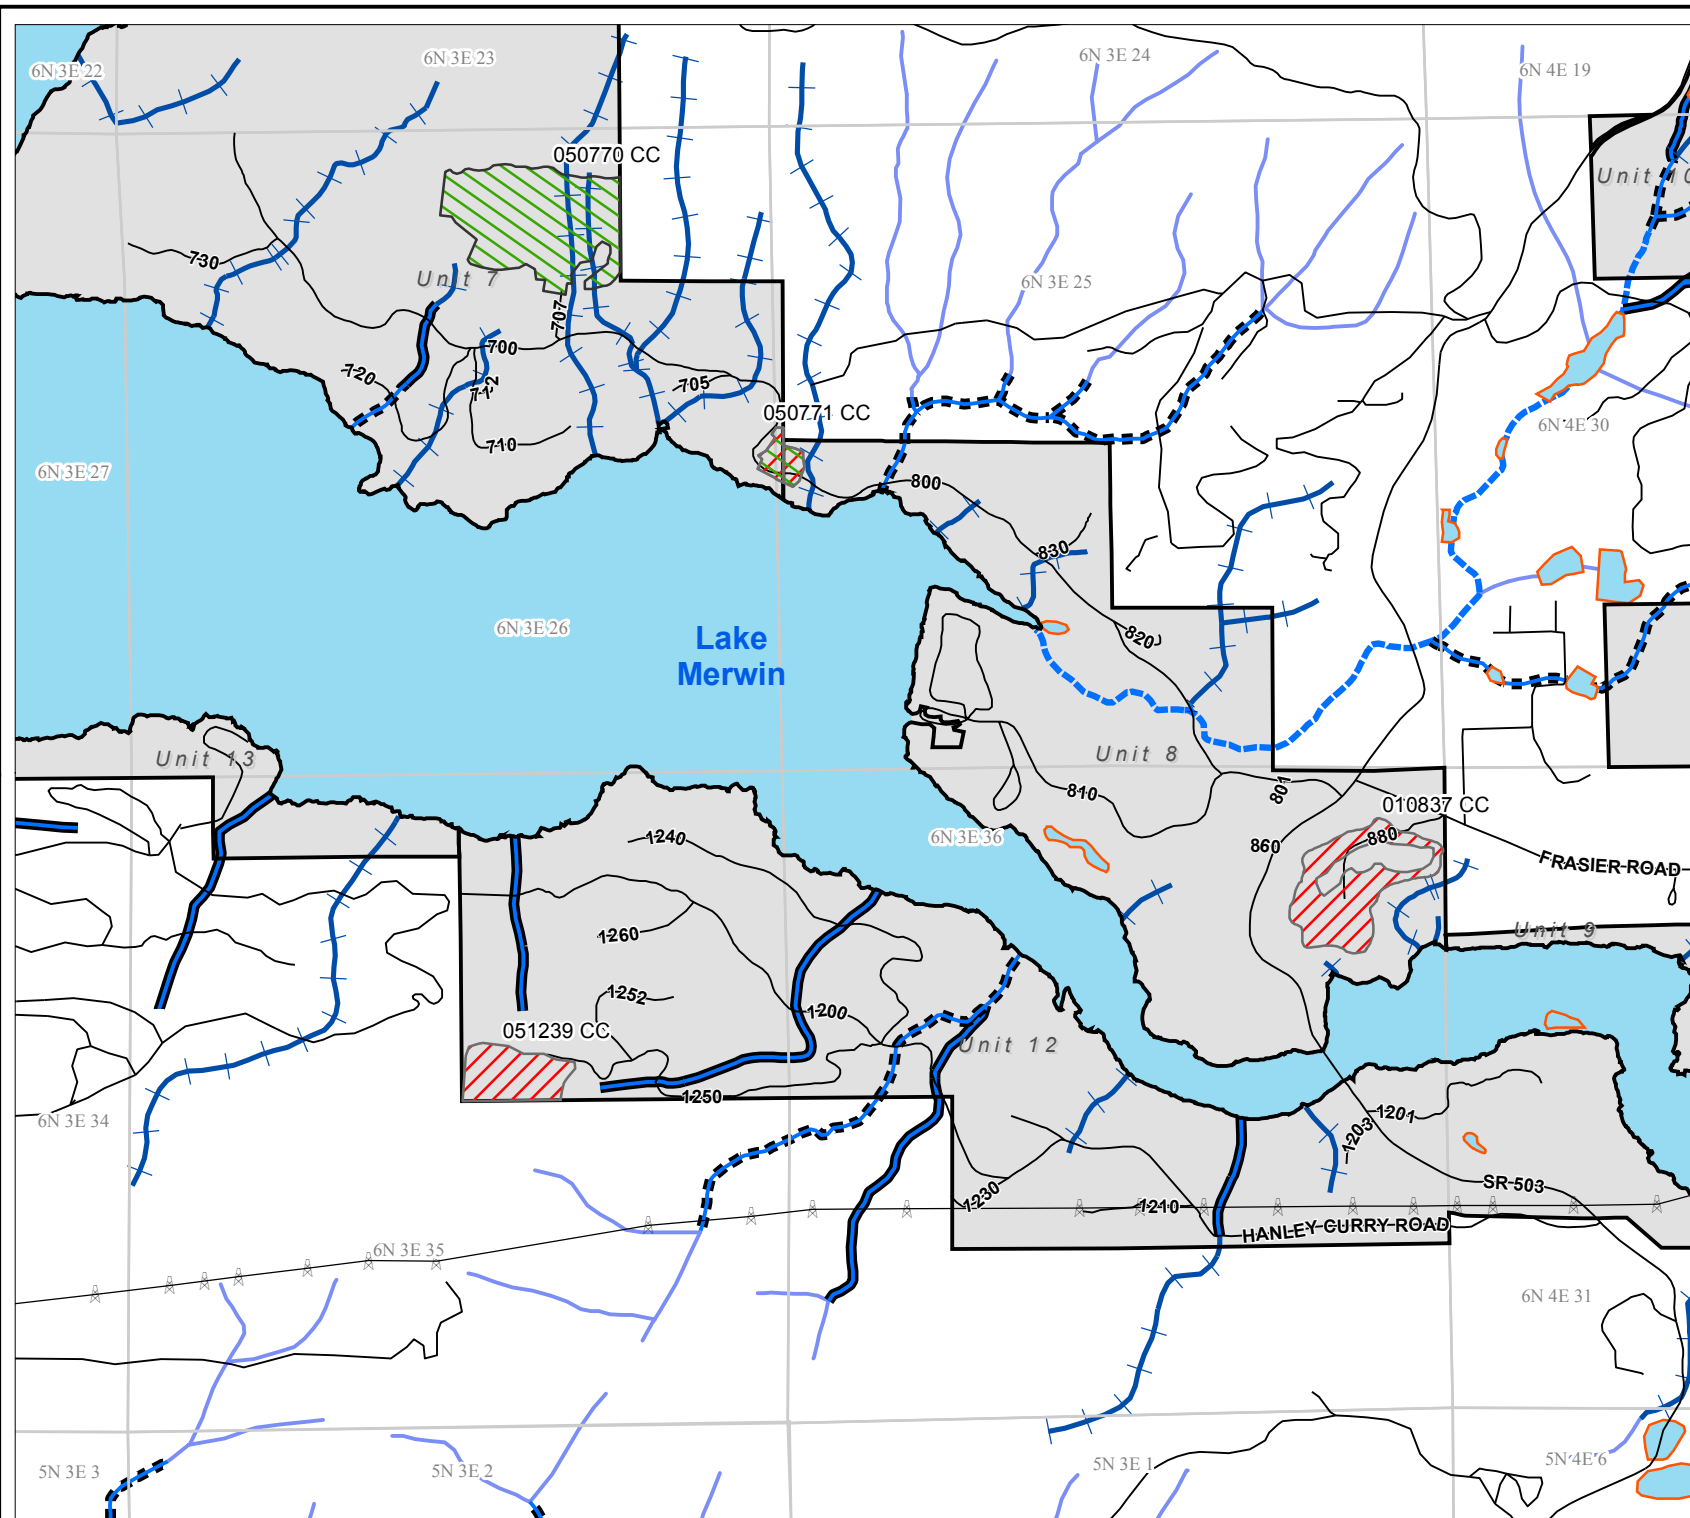 6N 3E 22
6N 3E 23
6N 3E 24
6N 4E 19
050770 CC
Unit 10
730
Unit 7
6N 3E 25
707
700
720
712
705
050771 CC
6N 4E 30
710
6N 3E 27
800
830
6N 3E 26
Lake
Merwin
820
Unit 13
Unit 8
810
801
010837 CC
1240
6N 3E 36
860
880
FRASIER ROAD
1260
Unit 9
1252
1200
051239 CC
Unit 12
1250
6N 3E 34
1201
1203
SR 503
1230
1210
HANLEY CURRY ROAD
6N 3E 35
6N 4E 31
5N 3E 3
5N 3E 2
5N 3E 1
5N 4E 6